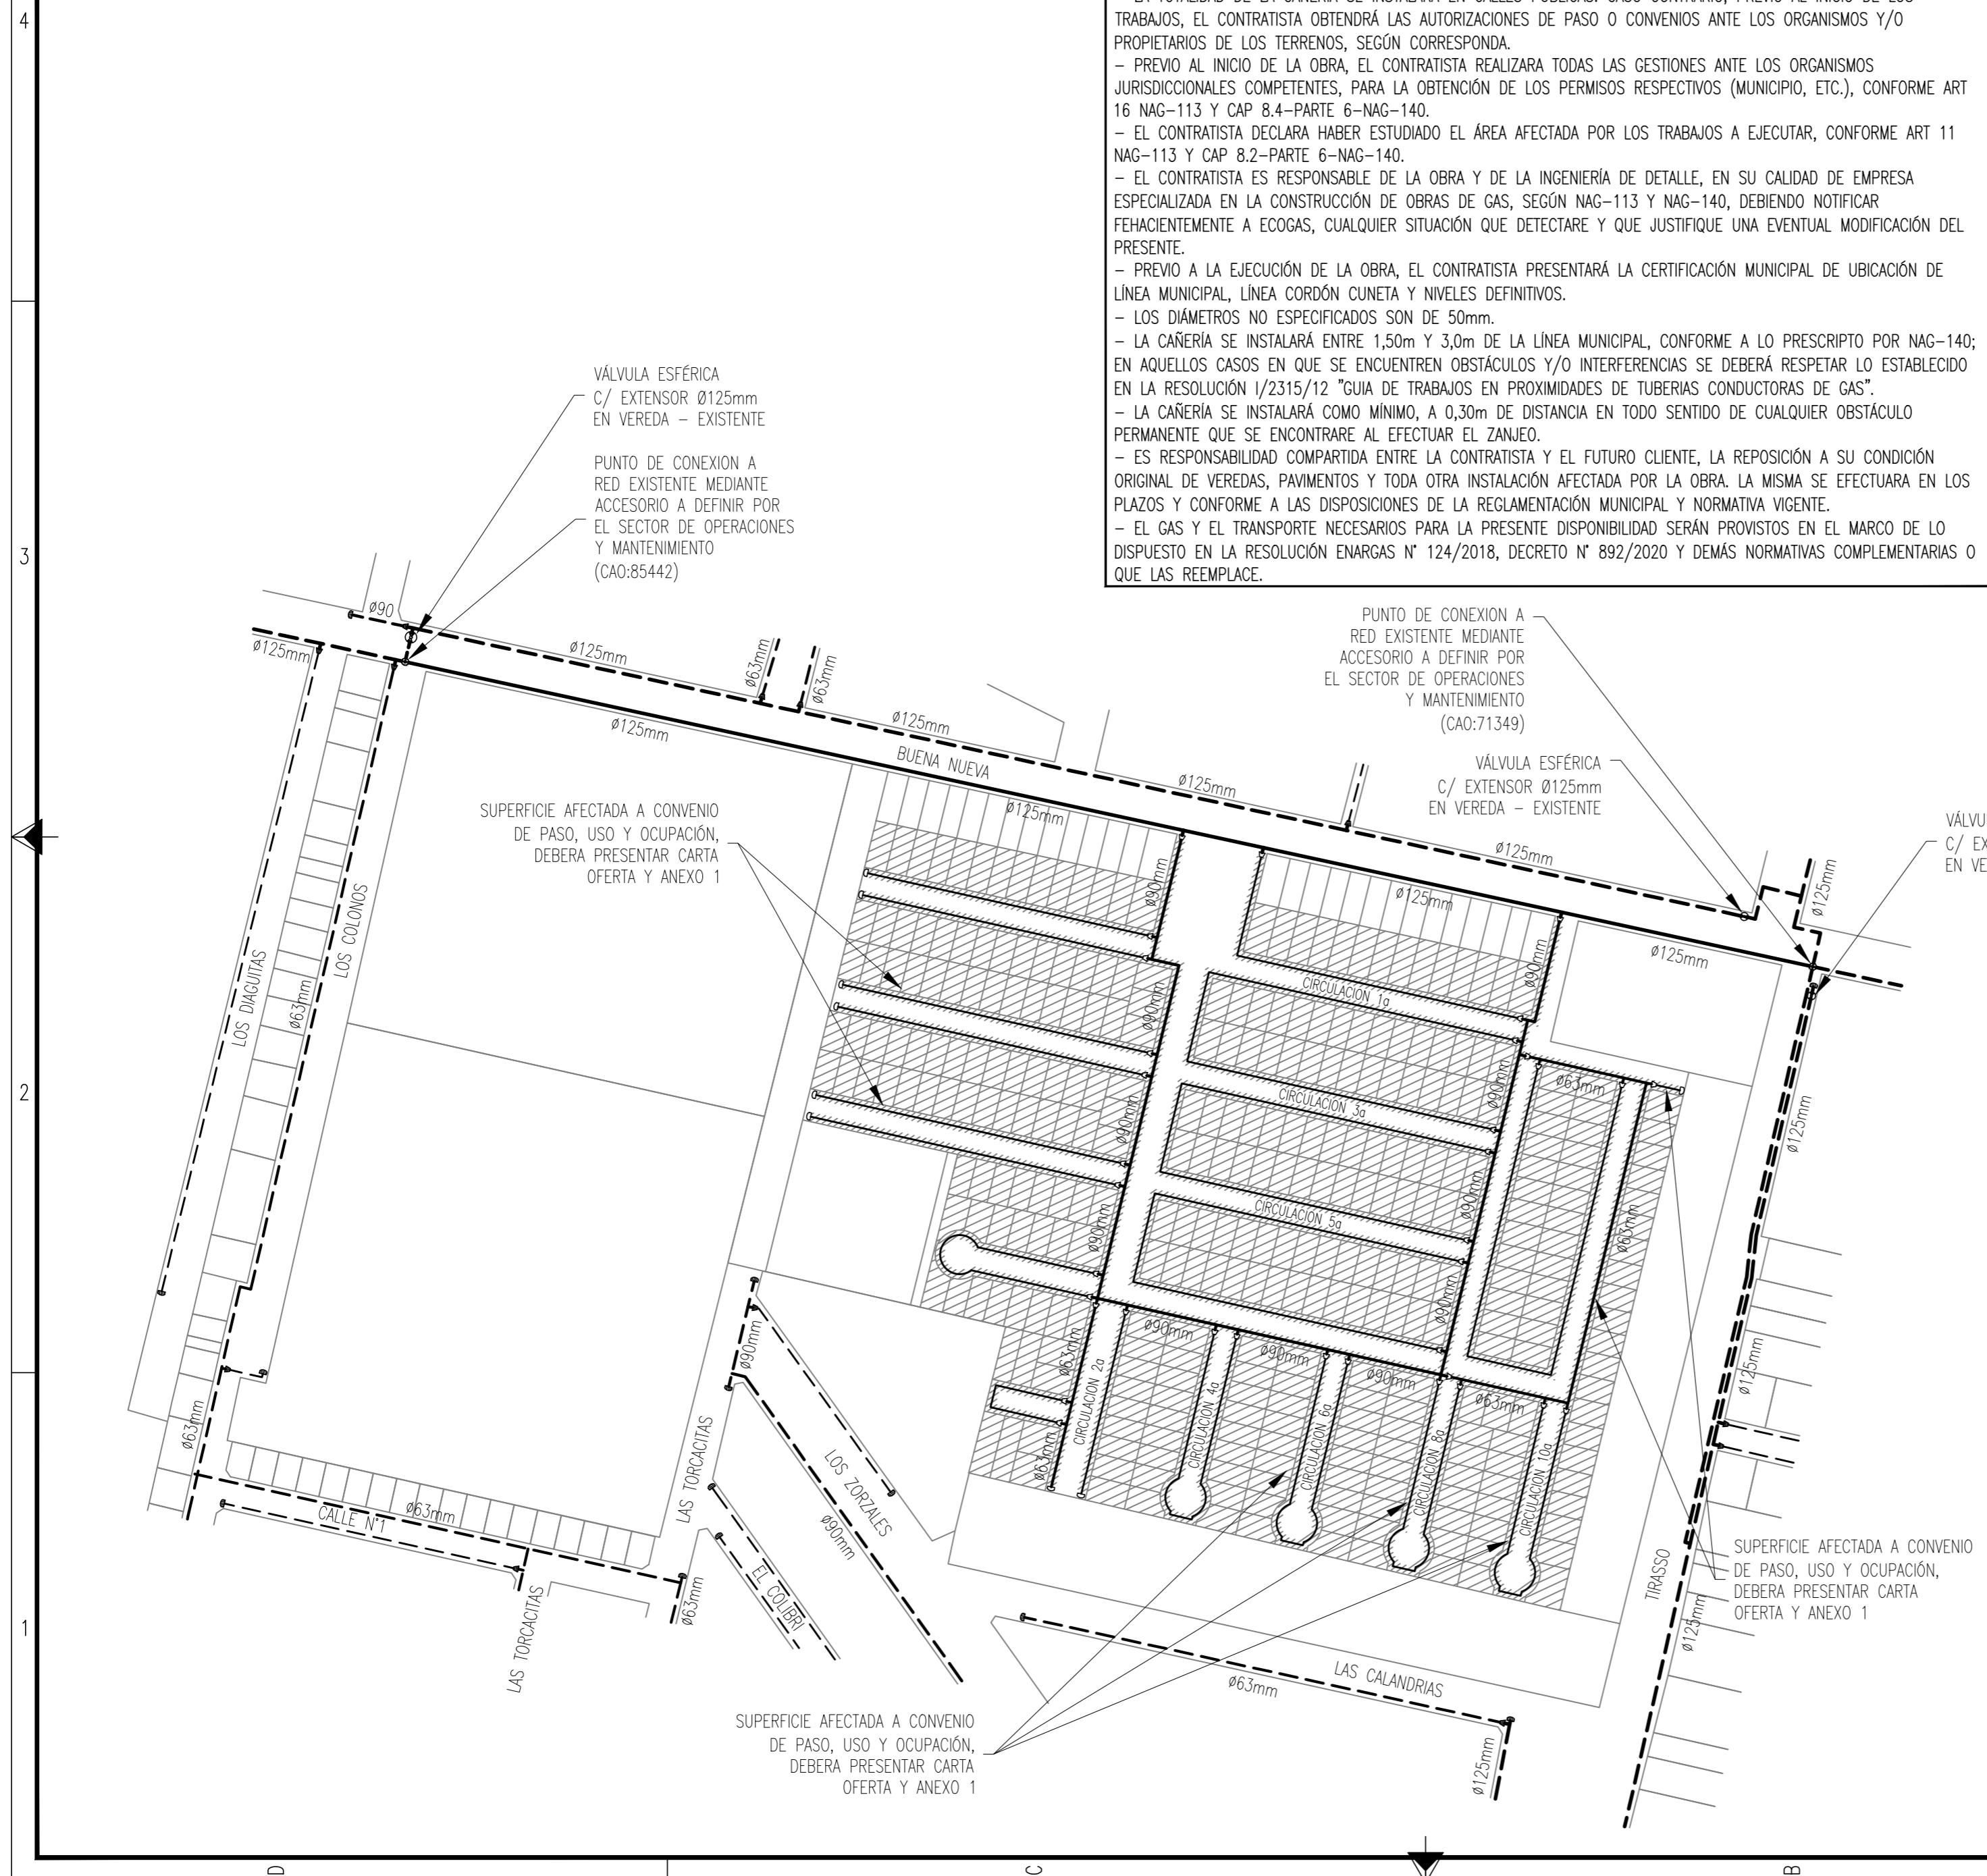 – LA TOTALIDAD DE LA CAÑERÍA SE INSTALARÁ EN CALLES PÚBLICAS. CASO CONTRARIO, PREVIO AL INICIO DE LOS
TRABAJOS, EL CONTRATISTA OBTENDRÁ LAS AUTORIZACIONES DE PASO O CONVENIOS ANTE LOS ORGANISMOS Y/O
PROPIETARIOS DE LOS TERRENOS, SEGÚN CORRESPONDA.
– PREVIO AL INICIO DE LA OBRA, EL CONTRATISTA REALIZARA TODAS LAS GESTIONES ANTE LOS ORGANISMOS
JURISDICCIONALES COMPETENTES, PARA LA OBTENCIÓN DE LOS PERMISOS RESPECTIVOS (MUNICIPIO, ETC.), CONFORME ART
16 NAG–113 Y CAP 8.4–PARTE 6–NAG–140.
– EL CONTRATISTA DECLARA HABER ESTUDIADO EL ÁREA AFECTADA POR LOS TRABAJOS A EJECUTAR, CONFORME ART 11
NAG–113 Y CAP 8.2–PARTE 6–NAG–140.
– EL CONTRATISTA ES RESPONSABLE DE LA OBRA Y DE LA INGENIERÍA DE DETALLE, EN SU CALIDAD DE EMPRESA
ESPECIALIZADA EN LA CONSTRUCCIÓN DE OBRAS DE GAS, SEGÚN NAG–113 Y NAG–140, DEBIENDO NOTIFICAR
FEHACIENTEMENTE A ECOGAS, CUALQUIER SITUACIÓN QUE DETECTARE Y QUE JUSTIFIQUE UNA EVENTUAL MODIFICACIÓN DEL
PRESENTE.
– PREVIO A LA EJECUCIÓN DE LA OBRA, EL CONTRATISTA PRESENTARÁ LA CERTIFICACIÓN MUNICIPAL DE UBICACIÓN DE
LÍNEA MUNICIPAL, LÍNEA CORDÓN CUNETA Y NIVELES DEFINITIVOS.
– LOS DIÁMETROS NO ESPECIFICADOS SON DE 50mm.
– LA CAÑERÍA SE INSTALARÁ ENTRE 1,50m Y 3,0m DE LA LÍNEA MUNICIPAL, CONFORME A LO PRESCRIPTO POR NAG–140;
EN AQUELLOS CASOS EN QUE SE ENCUENTREN OBSTÁCULOS Y/O INTERFERENCIAS SE DEBERÁ RESPETAR LO ESTABLECIDO
EN LA RESOLUCIÓN I/2315/12 "GUIA DE TRABAJOS EN PROXIMIDADES DE TUBERIAS CONDUCTORAS DE GAS".
– LA CAÑERÍA SE INSTALARÁ COMO MÍNIMO, A 0,30m DE DISTANCIA EN TODO SENTIDO DE CUALQUIER OBSTÁCULO
PERMANENTE QUE SE ENCONTRARE AL EFECTUAR EL ZANJEO.
– ES RESPONSABILIDAD COMPARTIDA ENTRE LA CONTRATISTA Y EL FUTURO CLIENTE, LA REPOSICIÓN A SU CONDICIÓN
ORIGINAL DE VEREDAS, PAVIMENTOS Y TODA OTRA INSTALACIÓN AFECTADA POR LA OBRA. LA MISMA SE EFECTUARA EN LOS
PLAZOS Y CONFORME A LAS DISPOSICIONES DE LA REGLAMENTACIÓN MUNICIPAL Y NORMATIVA VIGENTE.
– EL GAS Y EL TRANSPORTE NECESARIOS PARA LA PRESENTE DISPONIBILIDAD SERÁN PROVISTOS EN EL MARCO DE LO
DISPUESTO EN LA RESOLUCIÓN ENARGAS N° 124/2018, DECRETO N° 892/2020 Y DEMÁS NORMATIVAS COMPLEMENTARIAS O
QUE LAS REEMPLACE.
4
3
2
1
VÁLVULA ESFÉRICA
C/ EXTENSOR Ø125mm
EN VEREDA – EXISTENTE
PUNTO DE CONEXION A
RED EXISTENTE MEDIANTE
ACCESORIO A DEFINIR POR
EL SECTOR DE OPERACIONES
Y MANTENIMIENTO
(CAO:85442)
PUNTO DE CONEXION A
RED EXISTENTE MEDIANTE
ACCESORIO A DEFINIR POR
EL SECTOR DE OPERACIONES
Y MANTENIMIENTO
(CAO:71349)
VÁLVULA ESFÉRICA
C/ EXTENSOR Ø125mm
EN VEREDA – EXISTENTE
VÁLVU
C/ EX
EN VE
Ø90
Ø125mm
Ø125mm
Ø63mm
Ø63mm
Ø125mm
Ø125mm
BUENA NUEVA
Ø125mm
Ø125mm
Ø125mm
Ø125mm
Ø125mm
Ø125mm
Ø125mm
SUPERFICIE AFECTADA A CONVENIO
DE PASO, USO Y OCUPACIÓN,
DEBERA PRESENTAR CARTA
OFERTA Y ANEXO 1
LOS DIAGUITAS
LOS COLONOS
Ø63mm
Ø90mm
Ø90mm
Ø90mm
Ø90mm
Ø90mm
Ø90mm
Ø90mm
Ø90mm
CIRCULACION 1a
CIRCULACION 3a
CIRCULACION 5a
Ø63mm
Ø63mm
Ø125mm
Ø125mm
Ø90mm
Ø90mm
Ø90mm
Ø63mm
Ø63mm
Ø63mm
CIRCULACION 2a
CIRCULACION 4a
CIRCULACION 6a
CIRCULACION 8a
CIRCULACION 10a
Ø63mm
CALLE N°1
Ø63mm
LAS TORCACITAS
LAS TORCACITAS
Ø63mm
Ø90mm
LOS ZORZALES
Ø90mm
EL COLIBRI
TIRASSO
Ø125mm
SUPERFICIE AFECTADA A CONVENIO
DE PASO, USO Y OCUPACIÓN,
DEBERA PRESENTAR CARTA
OFERTA Y ANEXO 1
LAS CALANDRIAS
Ø63mm
Ø125mm
SUPERFICIE AFECTADA A CONVENIO
DE PASO, USO Y OCUPACIÓN,
DEBERA PRESENTAR CARTA
OFERTA Y ANEXO 1
D
C
B